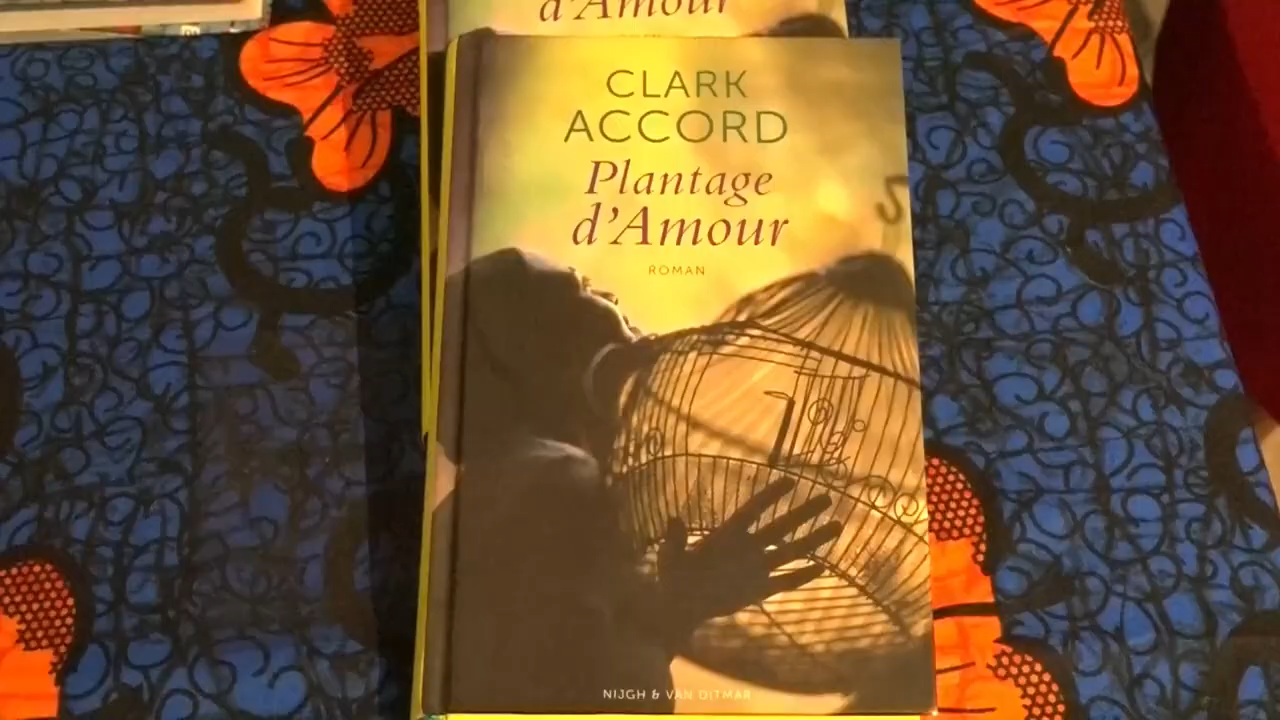 d'Amour
CLARK
ACCORD
Plantage
d'Amour
ROMAN
NIJGH & VAN DITMAR